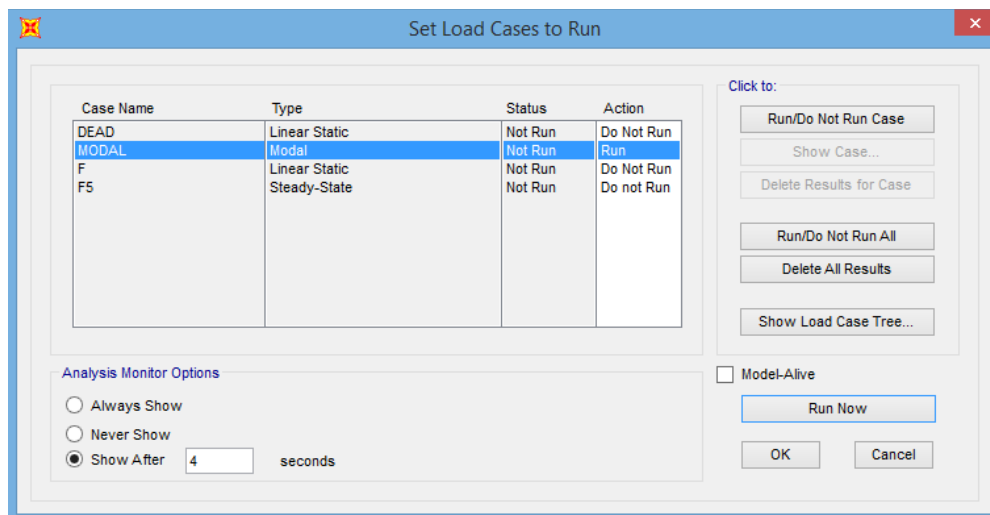 Set Load Cases to Run
Case Name Type Status Action
DEAD Linear Static Not Run Do Not Run
MODAL Modal Not Run Run
F Linear Static Not Run Do Not Run
F5 Steady-State Not Run Do not Run
Click to:
Run/Do Not Run Case
Show Case...
Delete Results for Case
Run/Do Not Run All
Delete All Results
Show Load Case Tree...
Analysis Monitor Options
Always Show
Never Show
Show After 4 seconds
Model-Alive
Run Now
OK Cancel